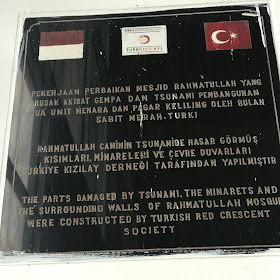 TÜRKKIZILAYI
PEKERJAAN PERBAIKAN MESJID RAHMATULLAH YANG
RUSAK AKIBAT GEMPA DAN TSUNAMI PEMBANGUNAN
DUA UNIT MENARA DAN PAGAR KELILING OLEH BULAN
SABIT MERAH-TURKI
RAHMATULLAH CAMİNİN TSUNAMİDE HASAR GÖRMÜŞ
KISIMLARI, MİNARELERİ VE ÇEVRE DUVARLARI
TÜRKİYE KIZILAY DERNEĞİ TARAFINDAN YAPILMIŞTIR
THE PARTS DAMAGED BY TSUNAMI, THE MINARETS AND
THE SURROUNDING WALLS OF RAHMATULLAH MOSQUE
WERE CONSTRUCTED BY TURKISH RED CRESCENT
SOCIETY